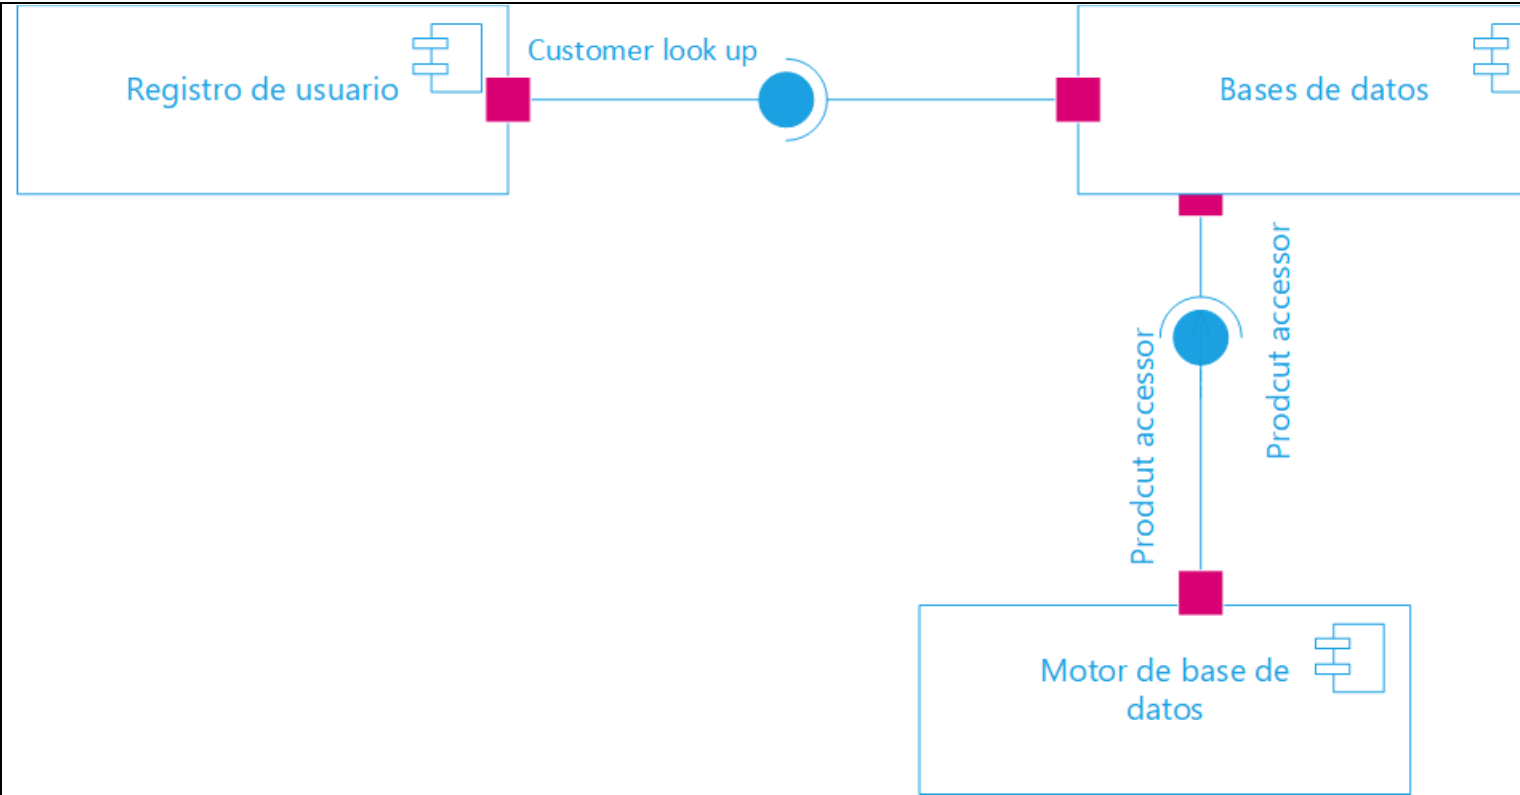 Customer look up
Registro de usuario
Bases de datos
Prodcut accessor
Prodcut accessor
Motor de base de
datos